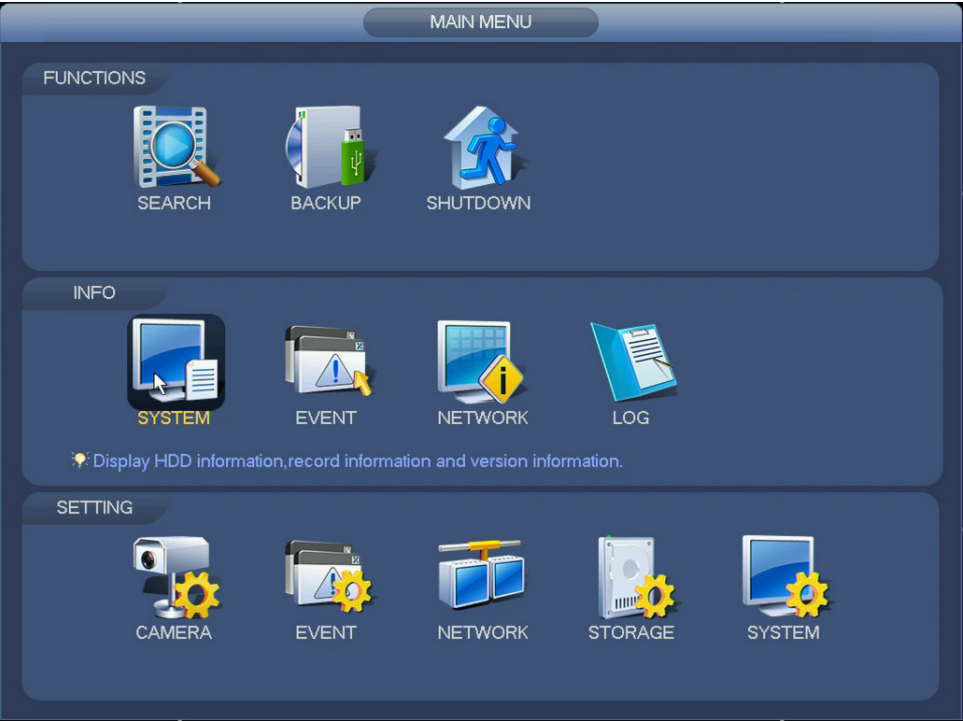 MAIN MENU
FUNCTIONS
SEARCH BACKUP SHUTDOWN
INFO
SYSTEM EVENT NETWORK LOG
Display HDD information,record information and version information.
SETTING
CAMERA EVENT NETWORK STORAGE SYSTEM